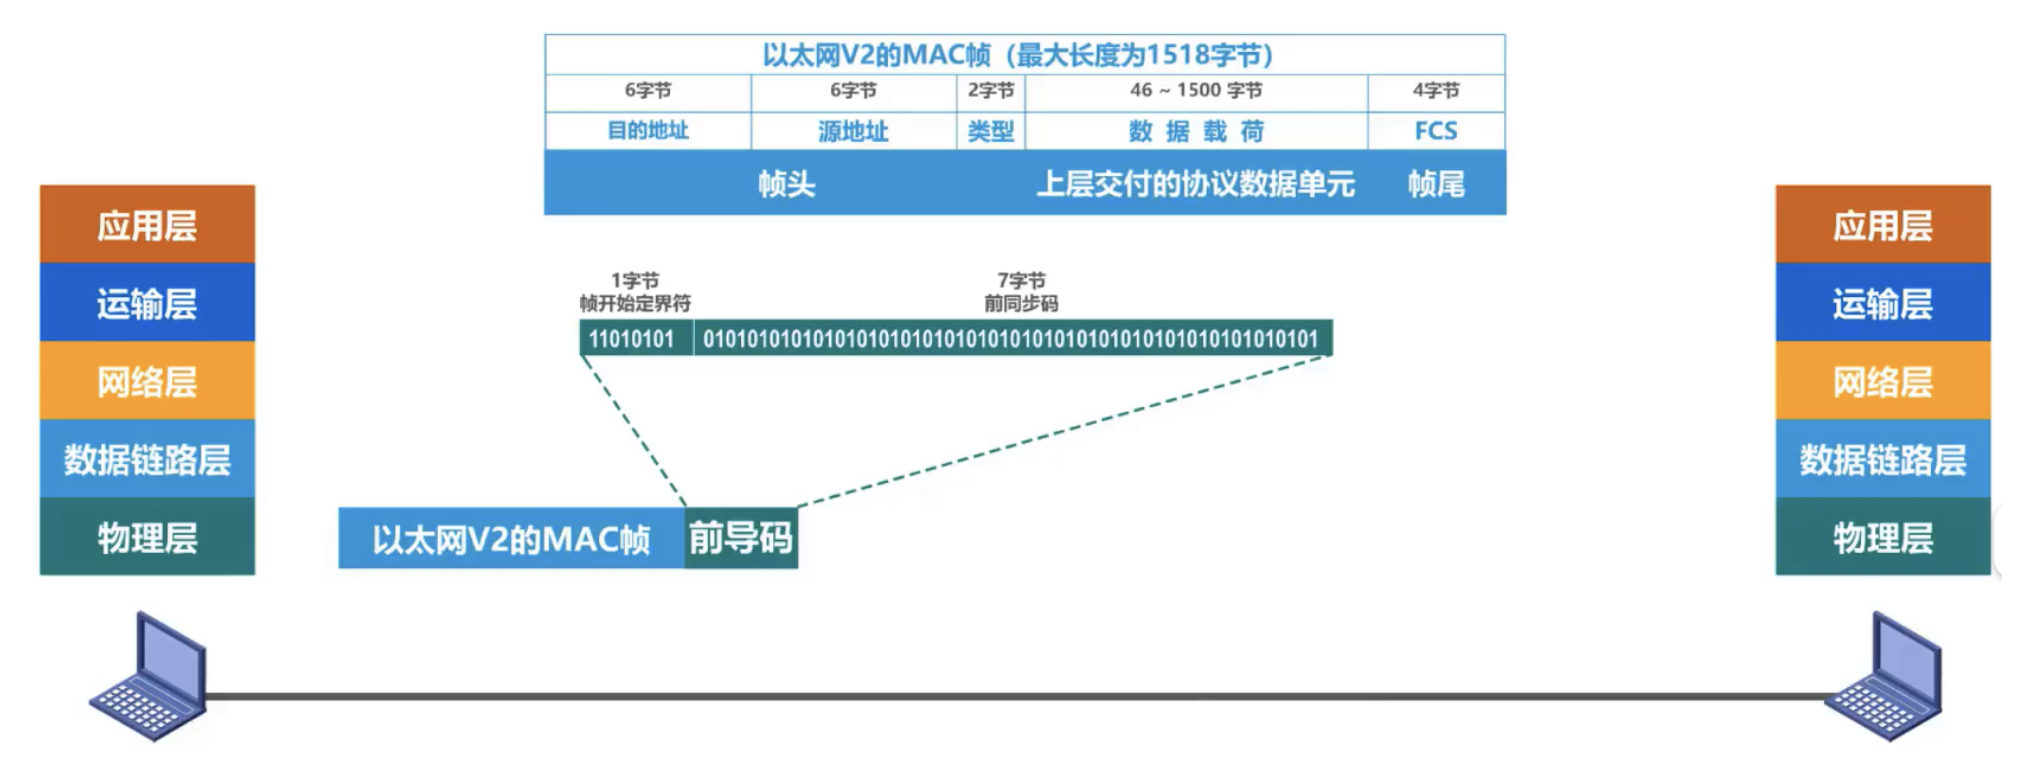 以太网V2的MAC帧（最大长度为1518字节）
6字节 6字节 2字节 46 ~ 1500 字节 4字节
目的地址 源地址 类型 数据载荷 FCS
帧头 上层交付的协议数据单元 帧尾
应用层
运输层
网络层
数据链路层
物理层
1字节
帧开始定界符
7字节
前同步码
11010101
以太网V2的MAC帧 前导码
应用层
运输层
网络层
数据链路层
物理层